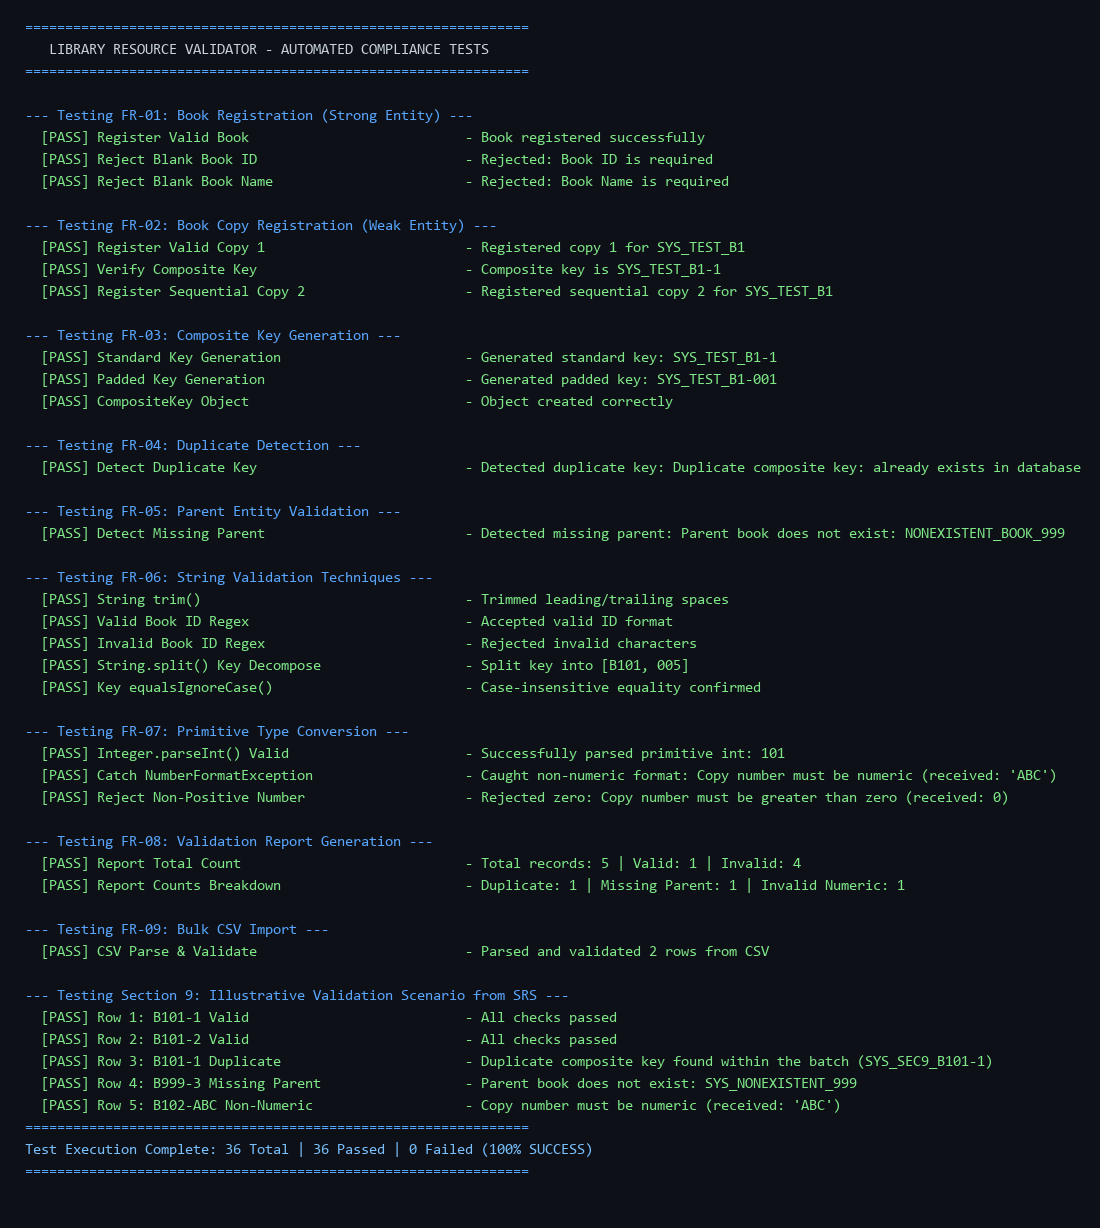 ===============================================================
LIBRARY RESOURCE VALIDATOR - AUTOMATED COMPLIANCE TESTS
===============================================================
--- Testing FR-01: Book Registration (Strong Entity) ---
[PASS] Register Valid Book - Book registered successfully
[PASS] Reject Blank Book ID - Rejected: Book ID is required
[PASS] Reject Blank Book Name - Rejected: Book Name is required
--- Testing FR-02: Book Copy Registration (Weak Entity) ---
[PASS] Register Valid Copy 1 - Registered copy 1 for SYS_TEST_B1
[PASS] Verify Composite Key - Composite key is SYS_TEST_B1-1
[PASS] Register Sequential Copy 2 - Registered sequential copy 2 for SYS_TEST_B1
--- Testing FR-03: Composite Key Generation ---
[PASS] Standard Key Generation - Generated standard key: SYS_TEST_B1-1
[PASS] Padded Key Generation - Generated padded key: SYS_TEST_B1-001
[PASS] CompositeKey Object - Object created correctly
--- Testing FR-04: Duplicate Detection ---
[PASS] Detect Duplicate Key - Detected duplicate key: Duplicate composite key: already exists in database
--- Testing FR-05: Parent Entity Validation ---
[PASS] Detect Missing Parent - Detected missing parent: Parent book does not exist: NONEXISTENT_BOOK_999
--- Testing FR-06: String Validation Techniques ---
[PASS] String trim() - Trimmed leading/trailing spaces
[PASS] Valid Book ID Regex - Accepted valid ID format
[PASS] Invalid Book ID Regex - Rejected invalid characters
[PASS] String.split() Key Decompose - Split key into [B101, 005]
[PASS] Key equalsIgnoreCase() - Case-insensitive equality confirmed
--- Testing FR-07: Primitive Type Conversion ---
[PASS] Integer.parseInt() Valid - Successfully parsed primitive int: 101
[PASS] Catch NumberFormatException - Caught non-numeric format: Copy number must be numeric (received: 'ABC')
[PASS] Reject Non-Positive Number - Rejected zero: Copy number must be greater than zero (received: 0)
--- Testing FR-08: Validation Report Generation ---
[PASS] Report Total Count - Total records: 5 | Valid: 1 | Invalid: 4
[PASS] Report Counts Breakdown - Duplicate: 1 | Missing Parent: 1 | Invalid Numeric: 1
--- Testing FR-09: Bulk CSV Import ---
[PASS] CSV Parse & Validate - Parsed and validated 2 rows from CSV
--- Testing Section 9: Illustrative Validation Scenario from SRS ---
[PASS] Row 1: B101-1 Valid - All checks passed
[PASS] Row 2: B101-2 Valid - All checks passed
[PASS] Row 3: B101-1 Duplicate - Duplicate composite key found within the batch (SYS_SEC9_B101-1)
[PASS] Row 4: B999-3 Missing Parent - Parent book does not exist: SYS_NONEXISTENT_999
[PASS] Row 5: B102-ABC Non-Numeric - Copy number must be numeric (received: 'ABC')
===============================================================
Test Execution Complete: 36 Total | 36 Passed | 0 Failed (100% SUCCESS)
===============================================================